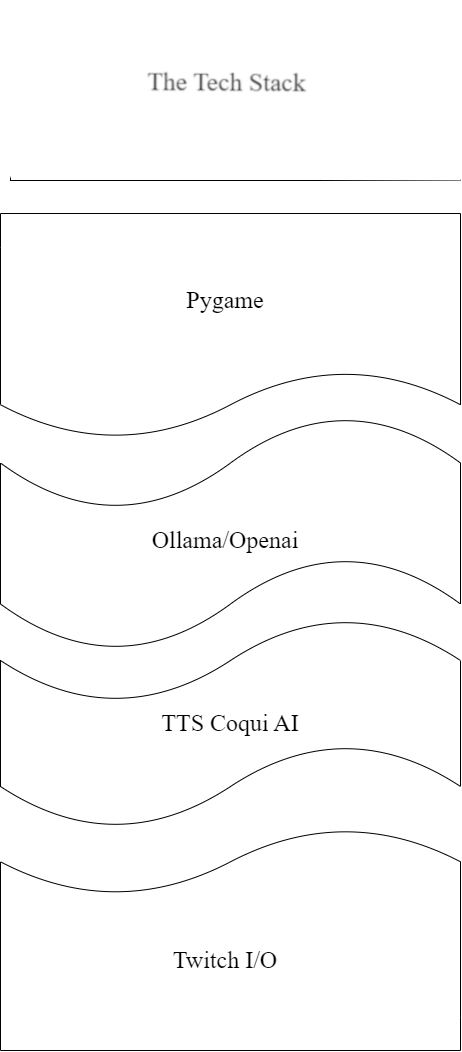 The Tech Stack
Pygame
Ollama/Openai
TTS Coqui AI
Twitch I/O